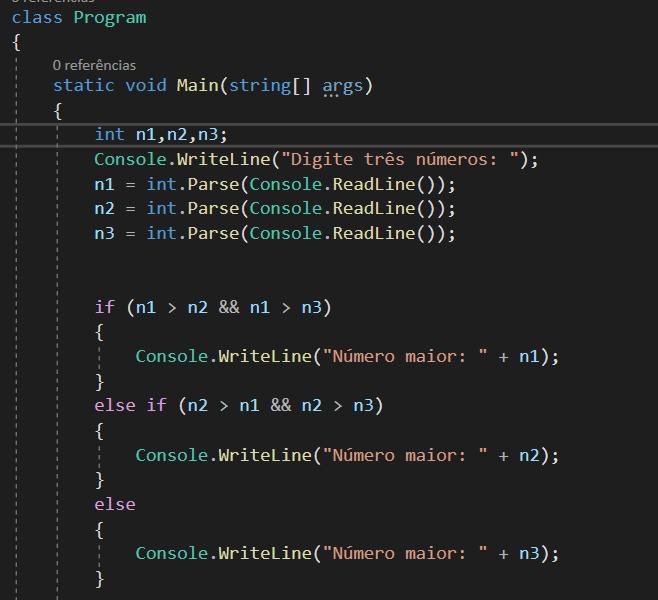 class Program
{
0 referências
static void Main(string[] args)
{
int n1,n2,n3;
Console.WriteLine("Digite três números: ");
n1 = int.Parse(Console.ReadLine());
n2 = int.Parse(Console.ReadLine());
n3 = int.Parse(Console.ReadLine());
if (n1 > n2 && n1 > n3)
{
Console.WriteLine("Número maior: " + n1);
}
else if (n2 > n1 && n2 > n3)
{
Console.WriteLine("Número maior: " + n2);
}
else
{
Console.WriteLine("Número maior: " + n3);
}